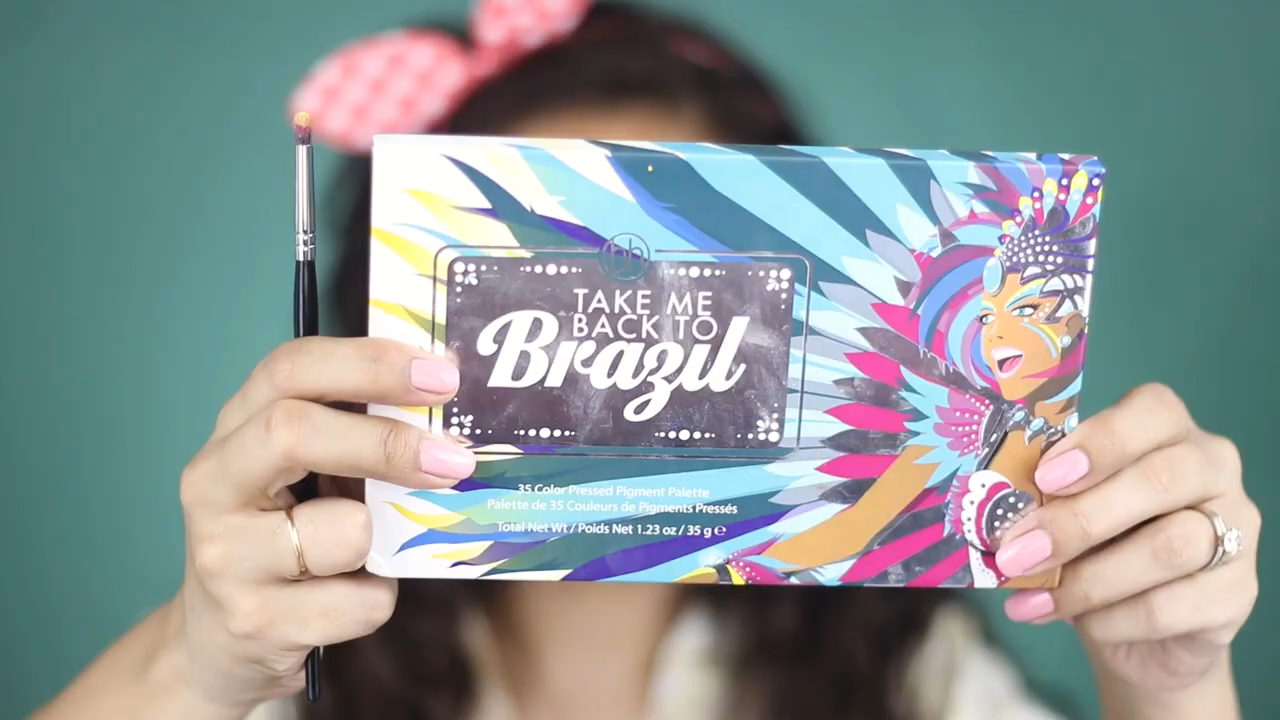 bh
TAKE ME
BACK TO
Brazil
35 Color Pressed Pigment Palette
Palette de 35 Couleurs de Pigments Pressés
Total Net Wt / Poids Net 1.23 oz / 35 g ℮